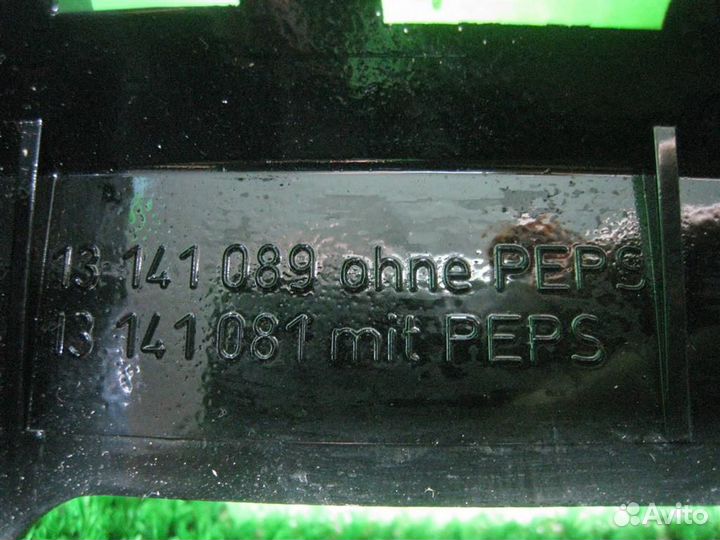 13 141 089 ohne PEPS
13 141 081 mit PEPS
Avito